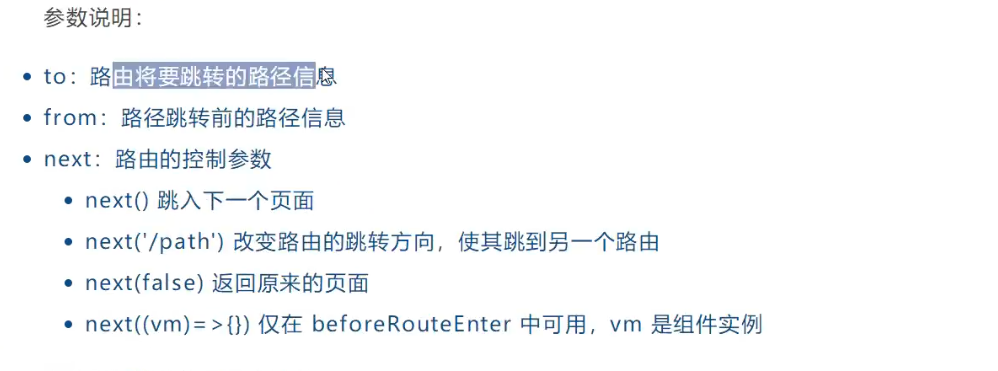 参数说明：
to：路由将要跳转的路径信息
from：路径跳转前的路径信息
next：路由的控制参数
next() 跳入下一个页面
next('/path') 改变路由的跳转方向，使其跳到另一个路由
next(false) 返回原来的页面
next((vm)=>{}) 仅在 beforeRouteEnter 中可用，vm 是组件实例